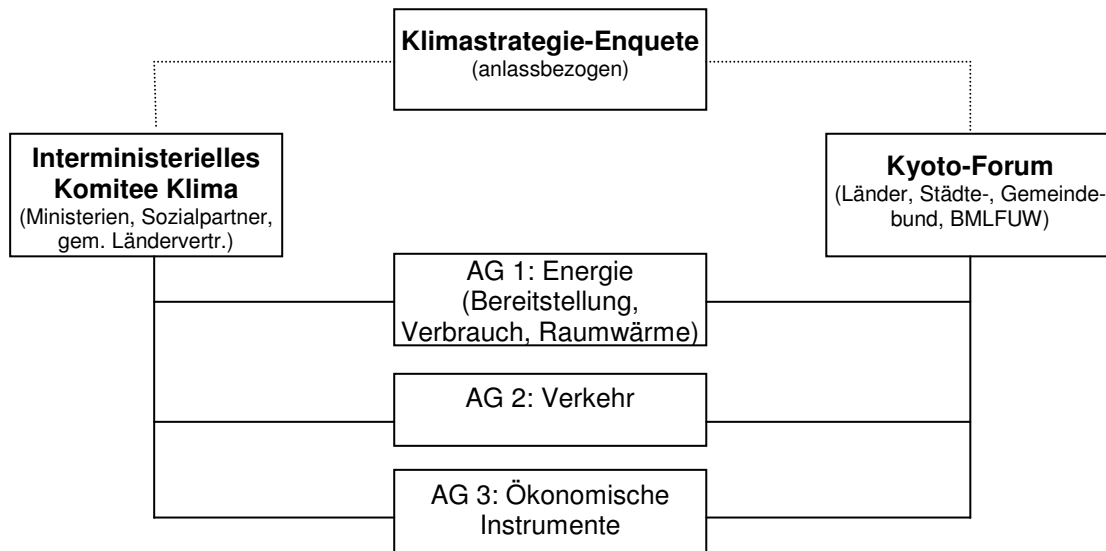 Klimastrategie-Enquete
(anlassbezogen)
Interministerielles
Komitee Klima
(Ministerien, Sozialpartner,
gem. Ländervertr.)
Kyoto-Forum
(Länder, Städte-, Gemeinde-
bund, BMLFUW)
AG 1: Energie
(Bereitstellung,
Verbrauch, Raumwärme)
AG 2: Verkehr
AG 3: Ökonomische
Instrumente